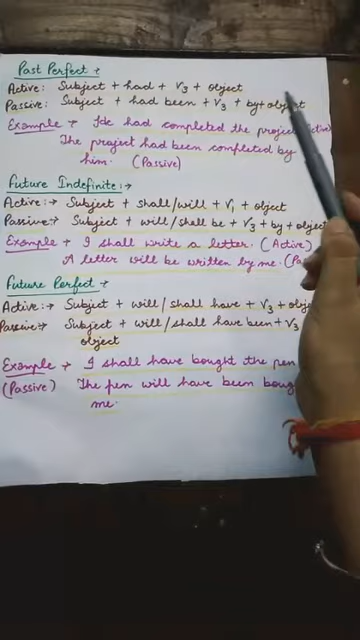 Past Perfect :-
Active: Subject + had + V3 + object
Passive: Subject + had been + V3 + by + object
Example → He had completed the project (Active)
The project had been completed by
him. (Passive)
Future Indefinite :→
Active :→ Subject + shall/will + V1 + object
Passive :→ Subject + will/shall be + V3 + by + object
Example → I shall write a letter. (Active)
A letter will be written by me. (Pa
Future Perfect :→
Active :→ Subject + will/shall have + V3 + obj
Passive :→ Subject + will/shall have been + V3
object
Example → I shall have bought the pen
(Passive) The pen will have been boug
me.